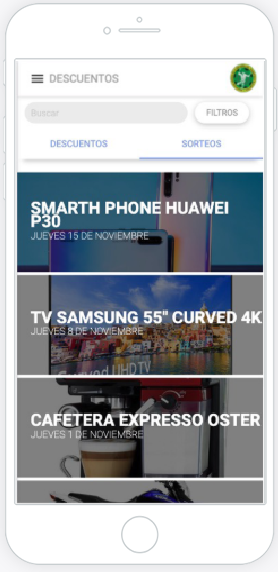 DESCUENTOS
Buscar
FILTROS
DESCUENTOS SORTEOS
SMARTH PHONE HUAWEI
P30
JUEVES 15 DE NOVIEMBRE
TV SAMSUNG 55" CURVED 4K
JUEVES 8 DE NOVIEMBRE
Curved UHD TV
CAFETERA EXPRESSO OSTER
JUEVES 1 DE NOVIEMBRE